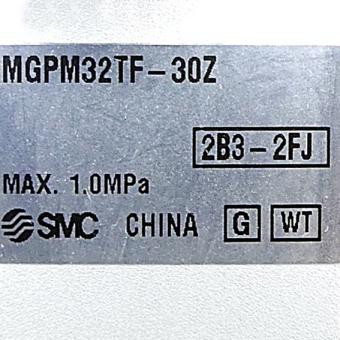 MGPM32TF-30Z
2B3-2FJ
MAX. 1.0MPa
SMC CHINA G WT